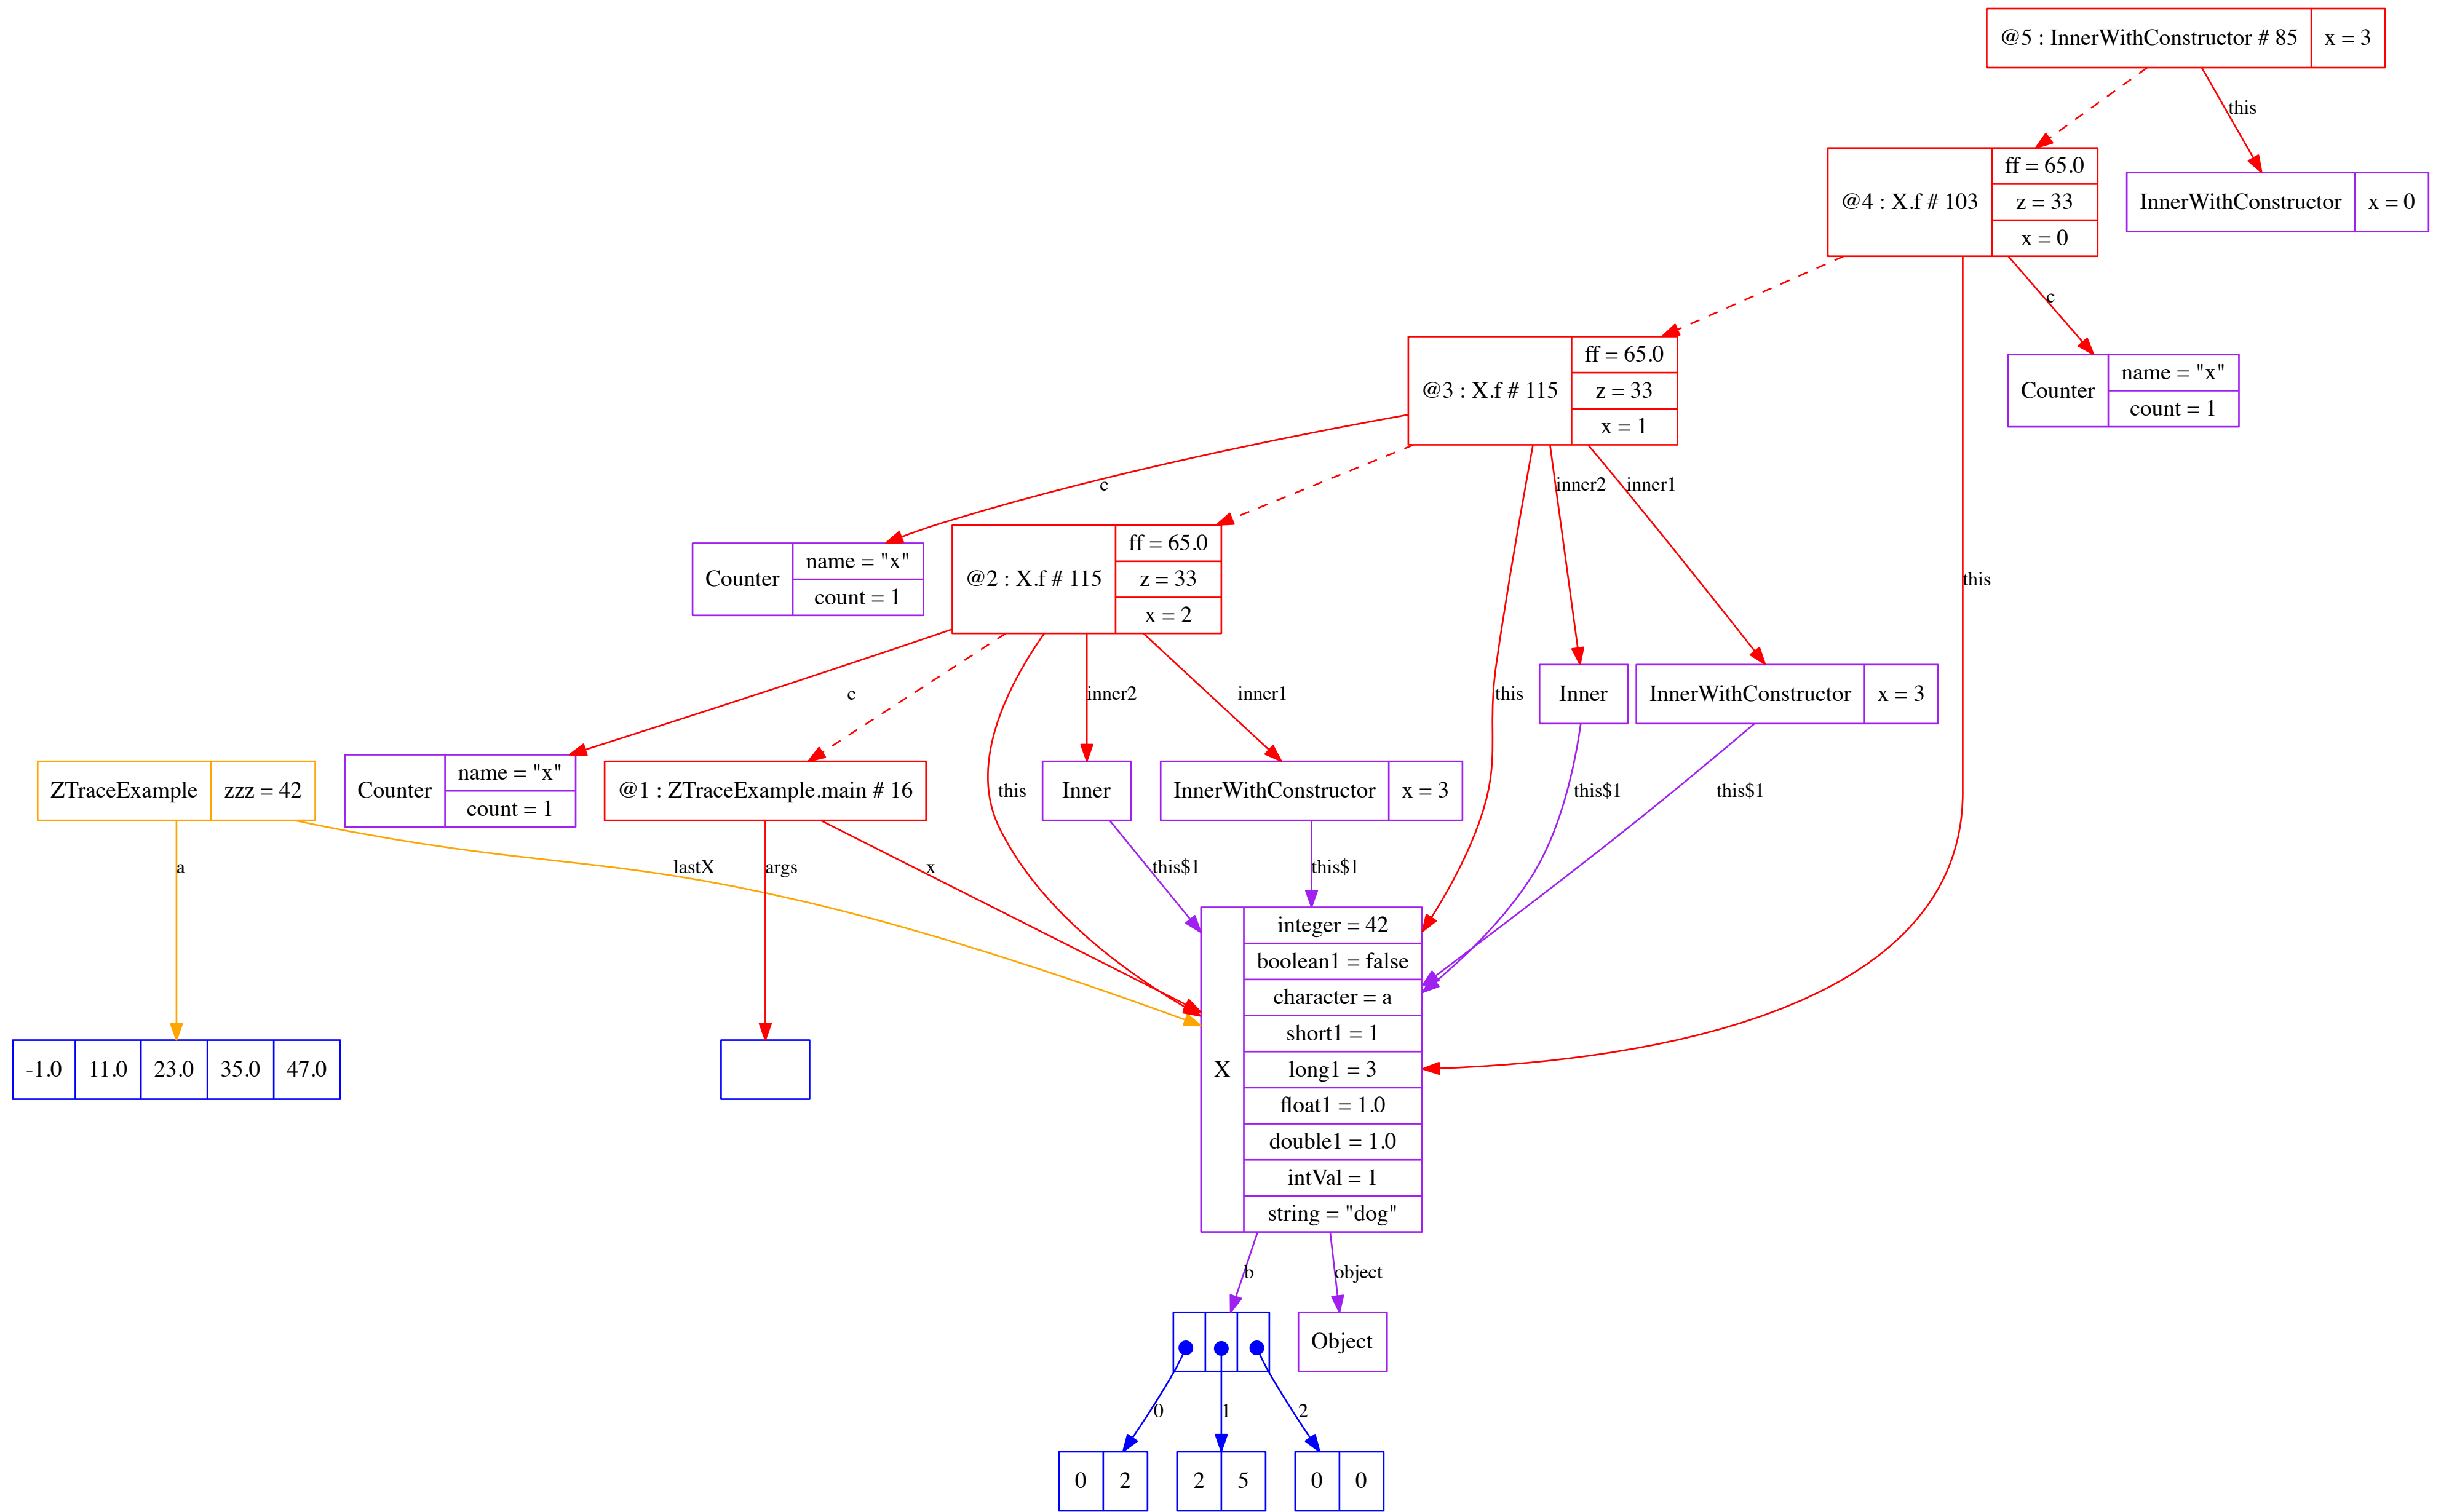 @5 : InnerWithConstructor # 85
x = 3
this
@4 : X.f # 103
ff = 65.0
z = 33
x = 0
InnerWithConstructor
x = 0
c
@3 : X.f # 115
ff = 65.0
z = 33
x = 1
Counter
name = "x"
count = 1
c
inner2
inner1
Counter
name = "x"
count = 1
@2 : X.f # 115
ff = 65.0
z = 33
x = 2
this
c
inner2
inner1
this
Inner
InnerWithConstructor
x = 3
ZTraceExample
zzz = 42
Counter
name = "x"
count = 1
@1 : ZTraceExample.main # 16
this
Inner
InnerWithConstructor
x = 3
this$1
this$1
a
lastX
args
x
this$1
this$1
-1.0
11.0
23.0
35.0
47.0
X
integer = 42
boolean1 = false
character = a
short1 = 1
long1 = 3
float1 = 1.0
double1 = 1.0
intVal = 1
string = "dog"
b
object
Object
0
1
2
0
2
2
5
0
0